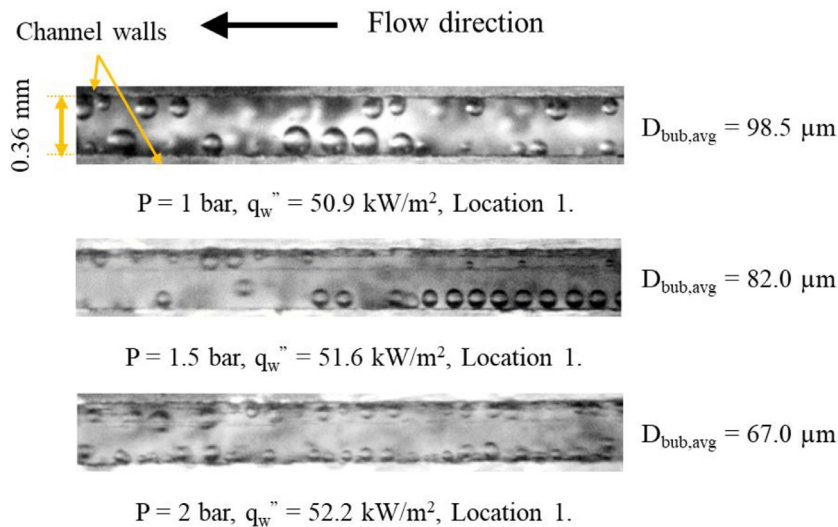 Channel walls
Flow direction
0.36 mm
D_bub,avg = 98.5 µm
P = 1 bar, q_w” = 50.9 kW/m², Location 1.
D_bub,avg = 82.0 µm
P = 1.5 bar, q_w” = 51.6 kW/m², Location 1.
D_bub,avg = 67.0 µm
P = 2 bar, q_w” = 52.2 kW/m², Location 1.